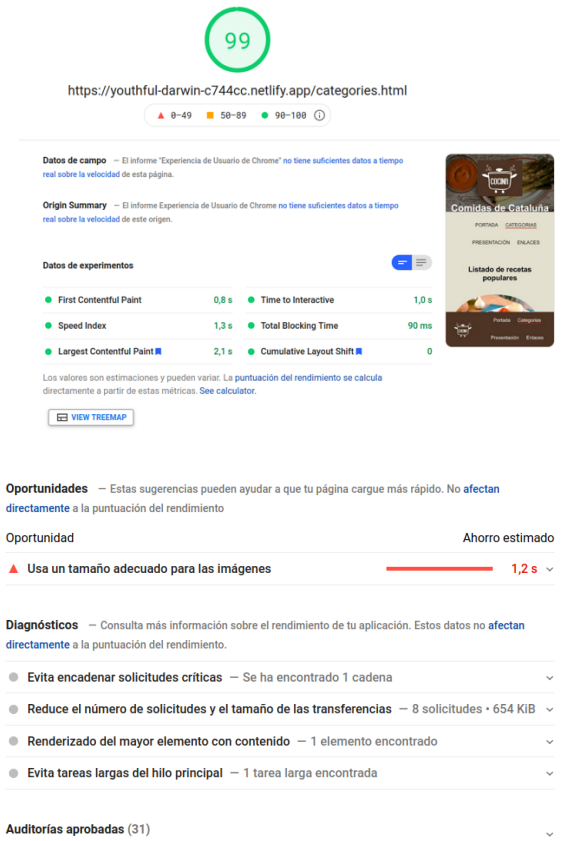 99
https://youthful-darwin-c744cc.netlify.app/categories.html
0–49 50–89 90–100
Datos de campo — El informe "Experiencia de Usuario de Chrome" no tiene suficientes datos a tiempo
real sobre la velocidad de esta página.
Origin Summary — El informe Experiencia de Usuario de Chrome no tiene suficientes datos a tiempo
real sobre la velocidad de este origen.
Datos de experimentos
First Contentful Paint 0,8 s Time to Interactive 1,0 s
Speed Index 1,3 s Total Blocking Time 90 ms
Largest Contentful Paint 2,1 s Cumulative Layout Shift 0
Los valores son estimaciones y pueden variar. La puntuación del rendimiento se calcula
directamente a partir de estas métricas. See calculator.
VIEW TREEMAP
COCINA
Comidas de Cataluña
PORTADA CATEGORIAS
PRESENTACIÓN ENLACES
Listado de recetas
populares
Portada Categorias
Presentación Enlaces
Oportunidades — Estas sugerencias pueden ayudar a que tu página cargue más rápido. No afectan
directamente a la puntuación del rendimiento
Oportunidad Ahorro estimado
Usa un tamaño adecuado para las imágenes 1,2 s
Diagnósticos — Consulta más información sobre el rendimiento de tu aplicación. Estos datos no afectan
directamente a la puntuación del rendimiento.
Evita encadenar solicitudes críticas — Se ha encontrado 1 cadena
Reduce el número de solicitudes y el tamaño de las transferencias — 8 solicitudes • 654 KiB
Renderizado del mayor elemento con contenido — 1 elemento encontrado
Evita tareas largas del hilo principal — 1 tarea larga encontrada
Auditorías aprobadas (31)